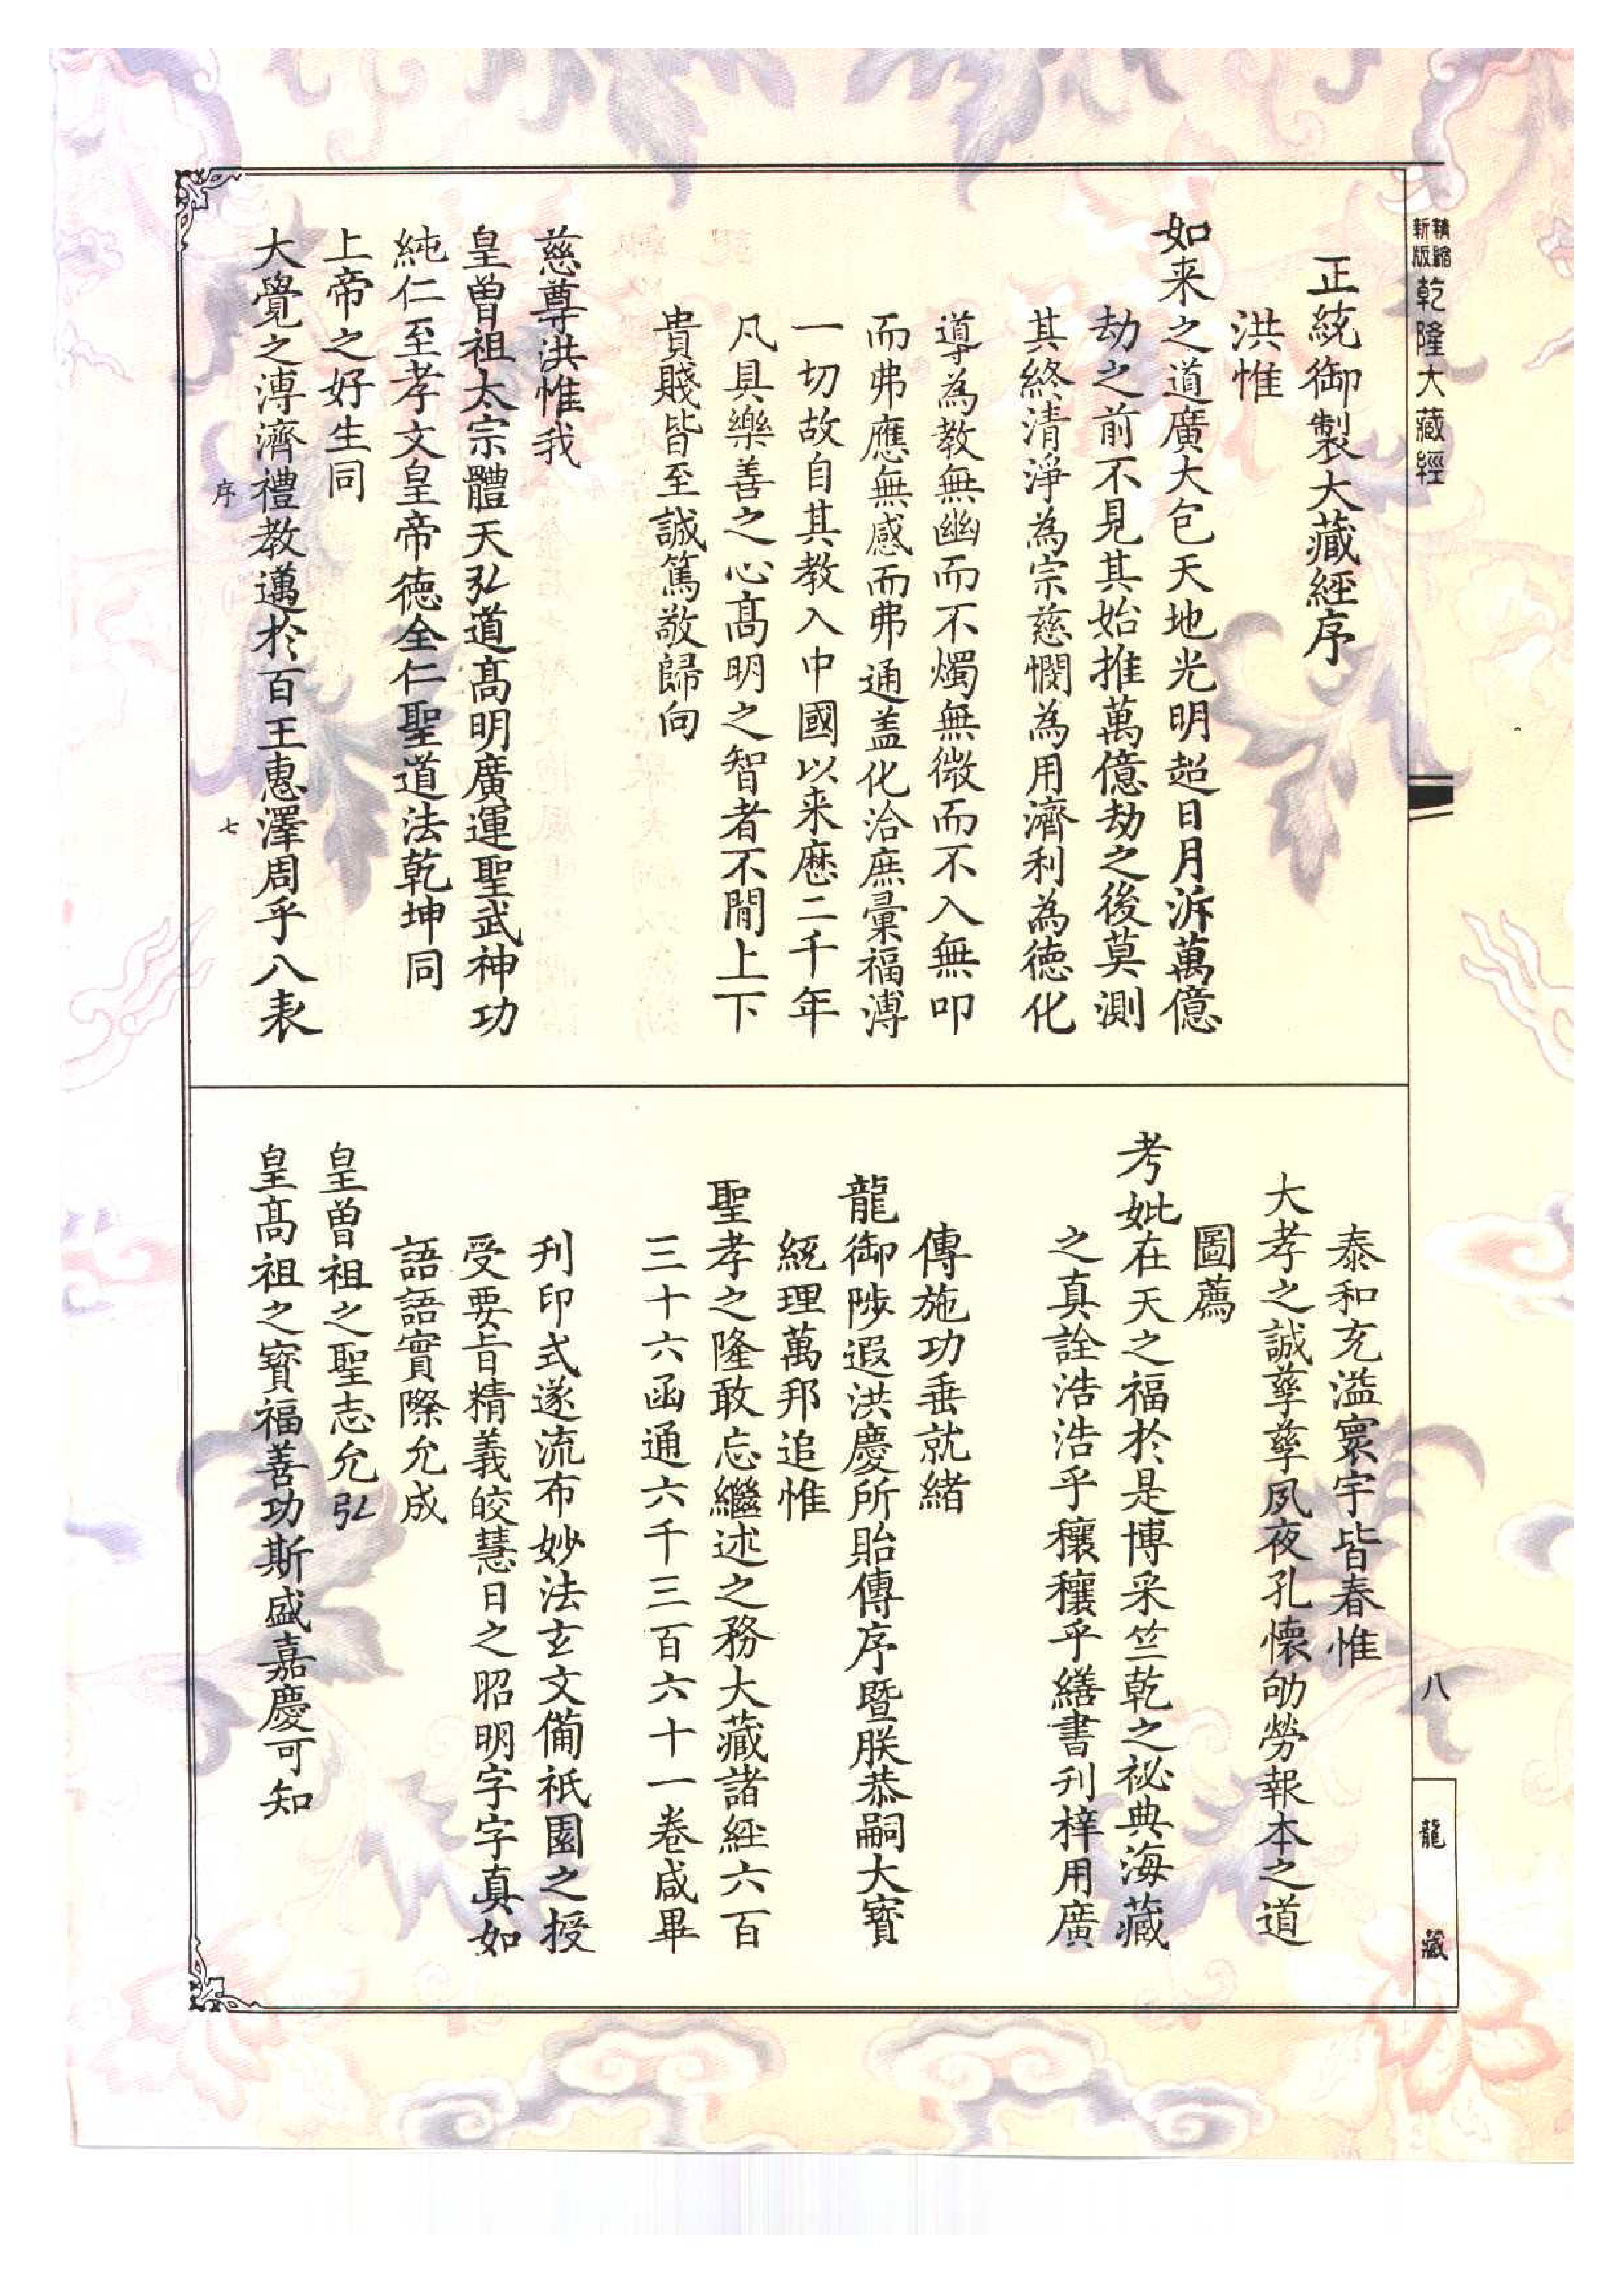 新版精縮乾隆大藏經
正統御製大藏經序
洪惟
如来之道廣大包天地光明超日月泝萬億
劫之前不見其始推萬億劫之後莫測
其終清淨為宗慈憫為用濟利為德化
導為教無幽而不燭無微而不入無叩
而弗應無感而弗通盖化洽庶彙福溥
一切故自其教入中國以来歷二千年
凡具樂善之心髙明之智者不閒上下
貴賤皆至誠篤敬歸向
慈尊洪惟我
皇曾祖太宗體天弘道髙明廣運聖武神功
純仁至孝文皇帝德全仁聖道法乾坤同
上帝之好生同
大覺之溥濟禮教邁於百王惠澤周乎八表
序
七
泰和充溢寰宇皆春惟
大孝之誠孳孳夙夜孔懷劬勞報本之道
圖薦
考妣在天之福於是博采竺乾之祕典海藏
之真詮浩浩乎穰穰乎繕書刊梓用廣
傳施功垂就緒
龍御陟遐洪慶所貽傳序暨朕恭嗣大寶
統理萬邦追惟
聖孝之隆敢忘繼述之務大藏諸經六百
三十六函通六千三百六十一卷咸畢
刊印式遂流布妙法玄文備祇園之授
受要旨精義皎慧日之昭明字字真如
語語實際允成
皇曾祖之聖志允弘
皇髙祖之寶福善功斯盛嘉慶可知
八
龍藏